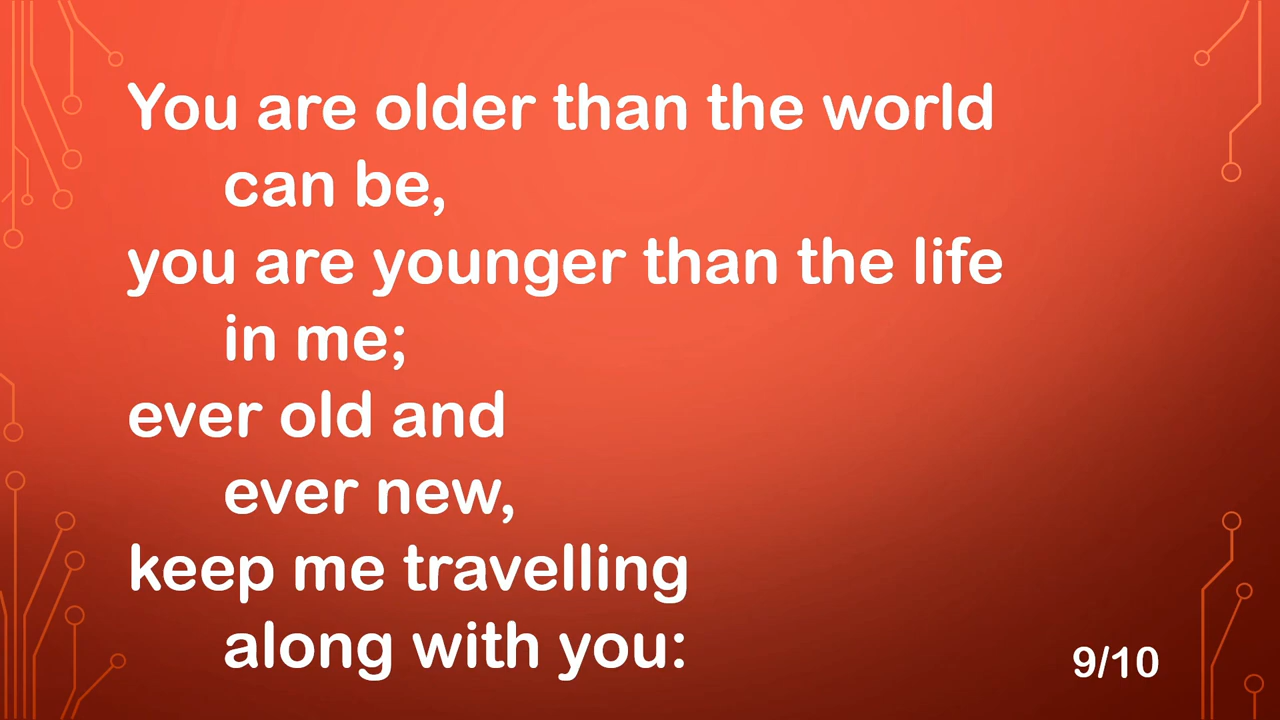 You are older than the world
can be,
you are younger than the life
in me;
ever old and
ever new,
keep me travelling
along with you:
9/10